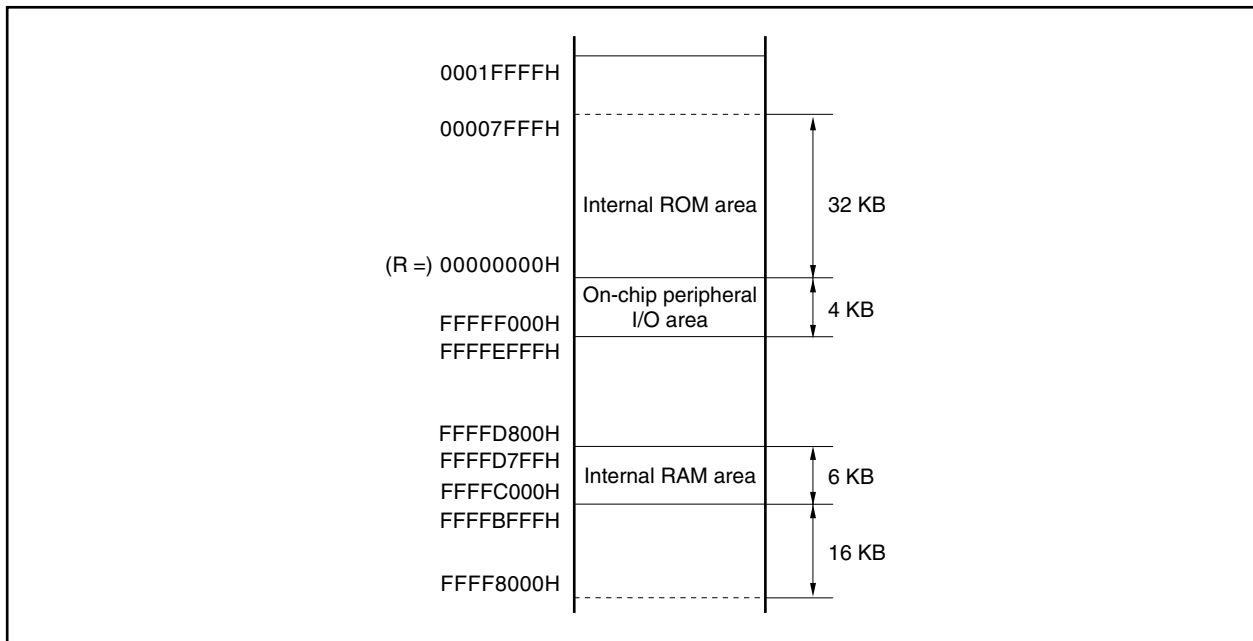 0001FFFFH
00007FFFH
Internal ROM area
32 KB
(R =) 00000000H
On-chip peripheral
I/O area
4 KB
FFFFF000H
FFFFEFFFH
FFFFD800H
FFFFD7FFH
Internal RAM area
6 KB
FFFFC000H
FFFFBFFFH
16 KB
FFFF8000H